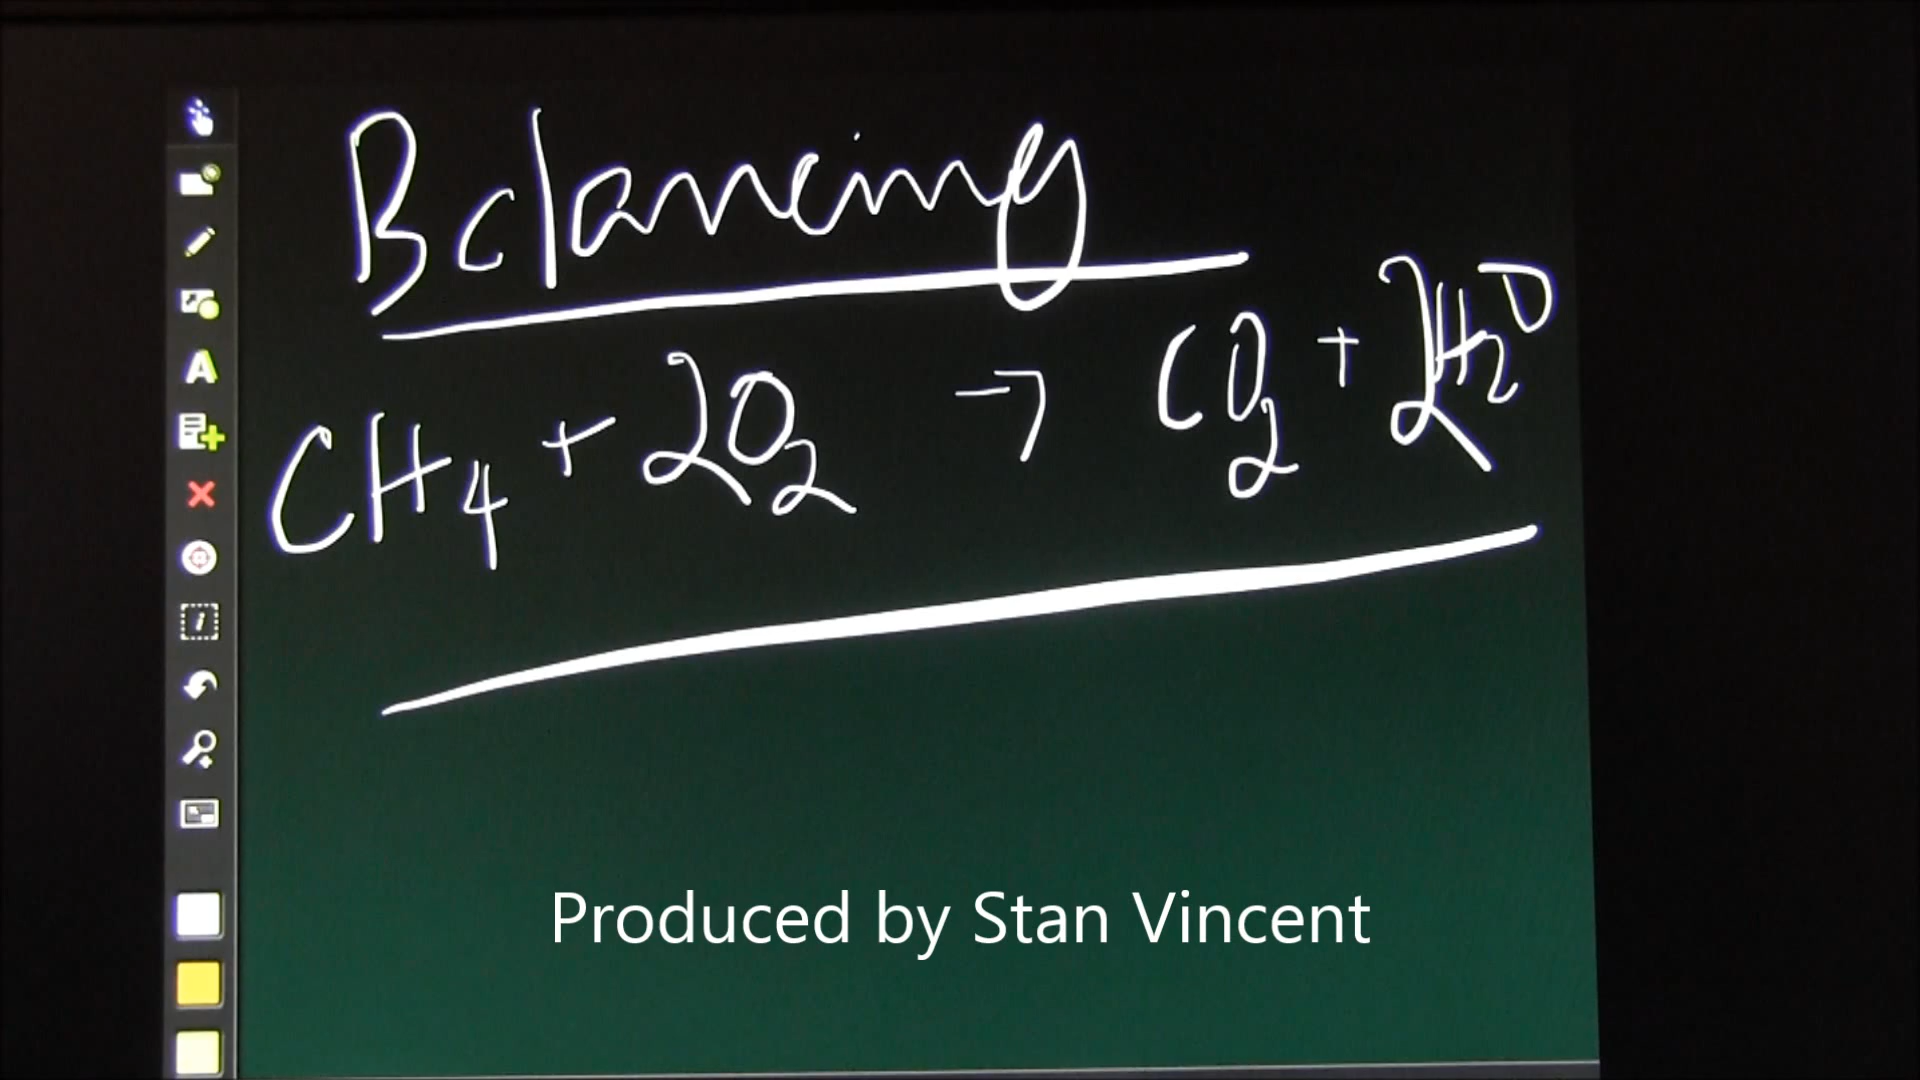 Balancing
CH₄ + 2O₂ → CO₂ + 2H₂O
Produced by Stan Vincent